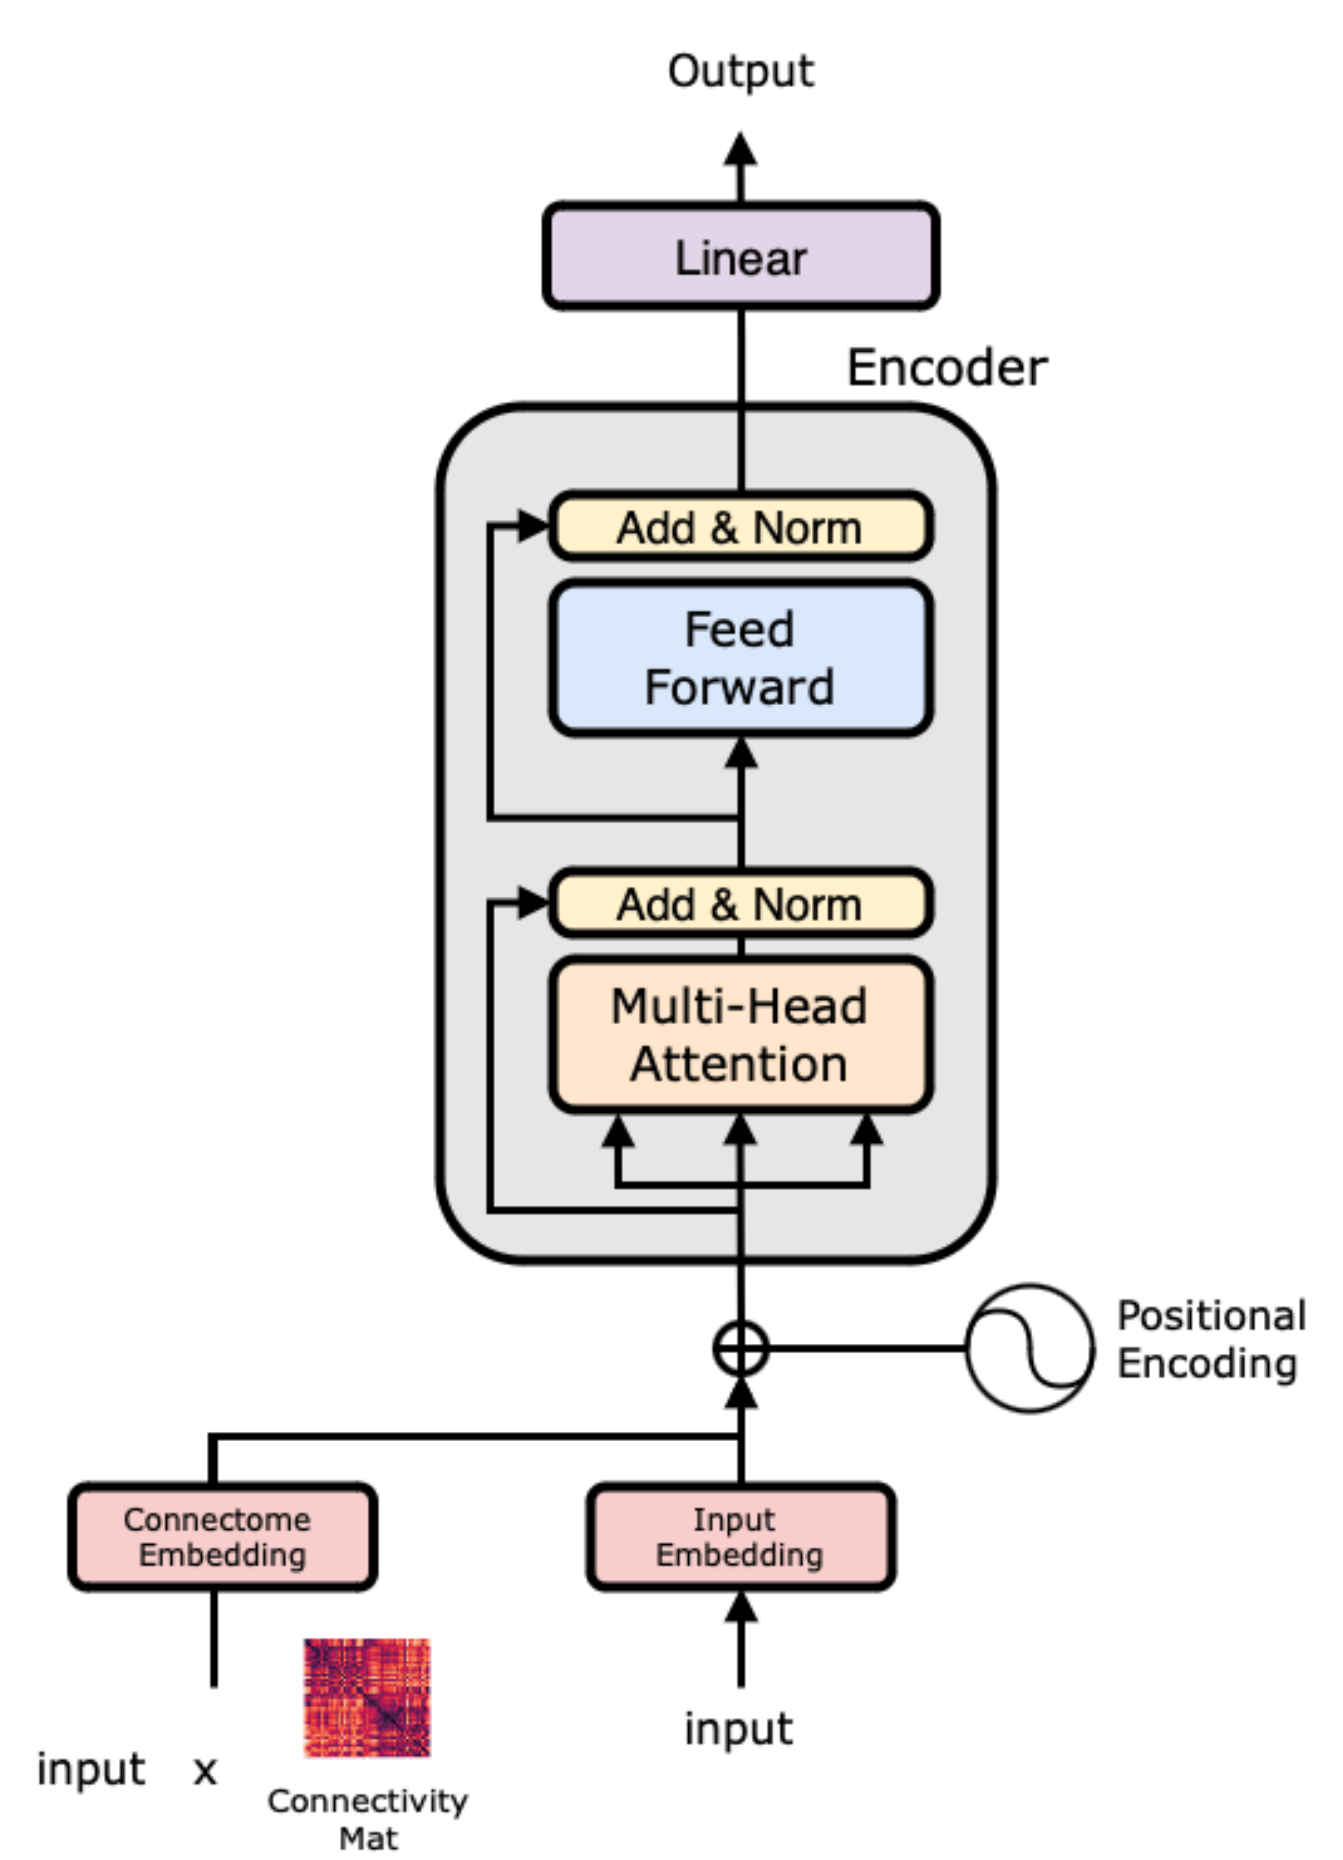 Output
Linear
Encoder
Add & Norm
Feed
Forward
Add & Norm
Multi-Head
Attention
Positional
Encoding
Connectome
Embedding
Input
Embedding
input x
Connectivity
Mat
input